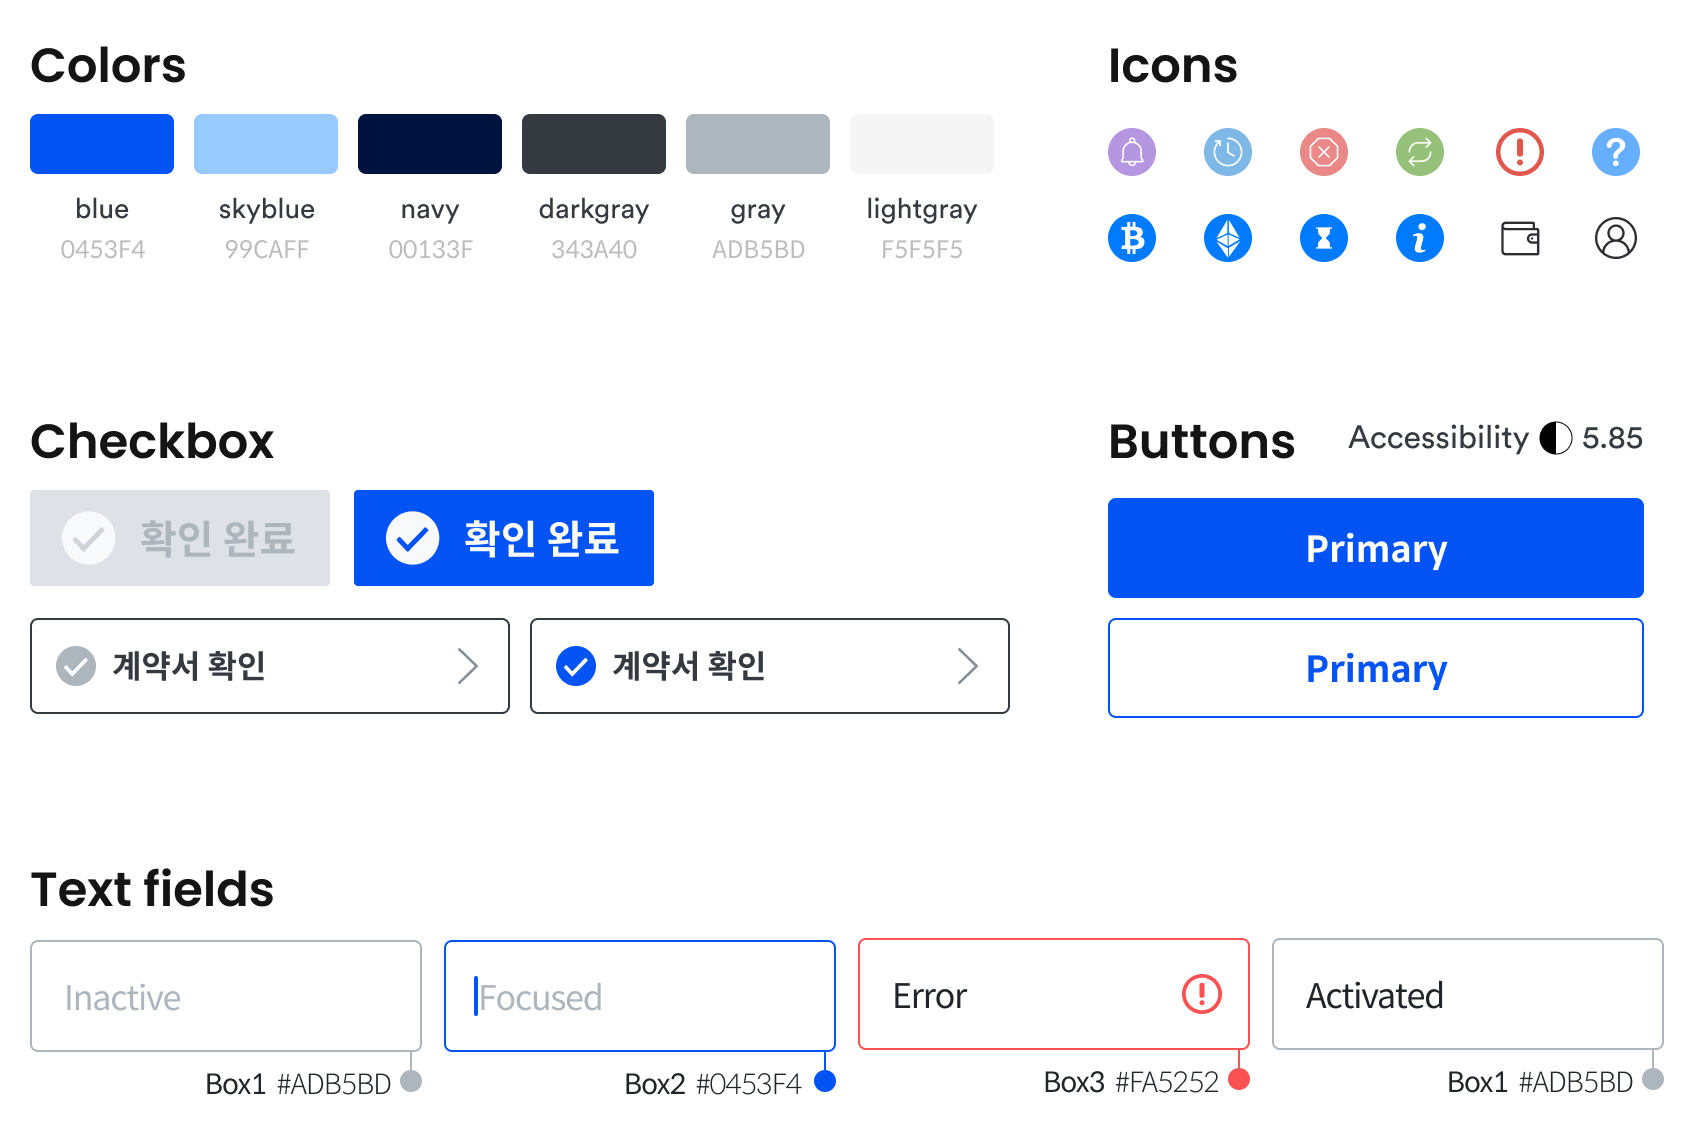 Colors
blue
0453F4
skyblue
99CAFF
navy
00133F
darkgray
343A40
gray
ADB5BD
lightgray
F5F5F5
Icons
Checkbox
확인 완료
확인 완료
계약서 확인
계약서 확인
Buttons
Accessibility 5.85
Primary
Primary
Text fields
Inactive
Box1 #ADB5BD
Focused
Box2 #0453F4
Error
Box3 #FA5252
Activated
Box1 #ADB5BD